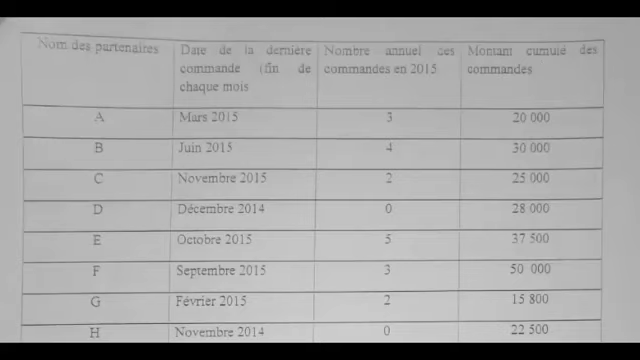 Nom des partenaires | Date de la dernière commande (fin de chaque mois | Nombre annuel des commandes en 2015 | Montant cumulé des commandes
A | Mars 2015 | 3 | 20 000
B | Juin 2015 | 4 | 30 000
C | Novembre 2015 | 2 | 25 000
D | Décembre 2014 | 0 | 28 000
E | Octobre 2015 | 5 | 37 500
F | Septembre 2015 | 3 | 50 000
G | Février 2015 | 2 | 15 800
H | Novembre 2014 | 0 | 22 500